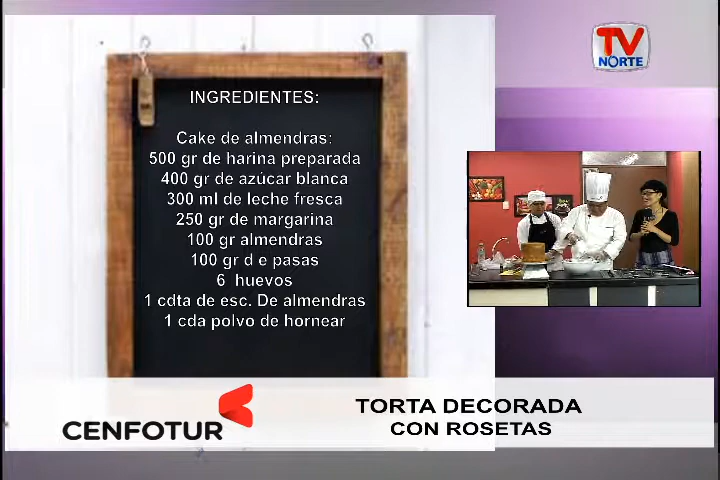 INGREDIENTES:
Cake de almendras:
500 gr de harina preparada
400 gr de azúcar blanca
300 ml de leche fresca
250 gr de margarina
100 gr almendras
100 gr d e pasas
6 huevos
1 cdta de esc. De almendras
1 cda polvo de hornear
TV
NORTE
CENFOTUR
TORTA DECORADA
CON ROSETAS